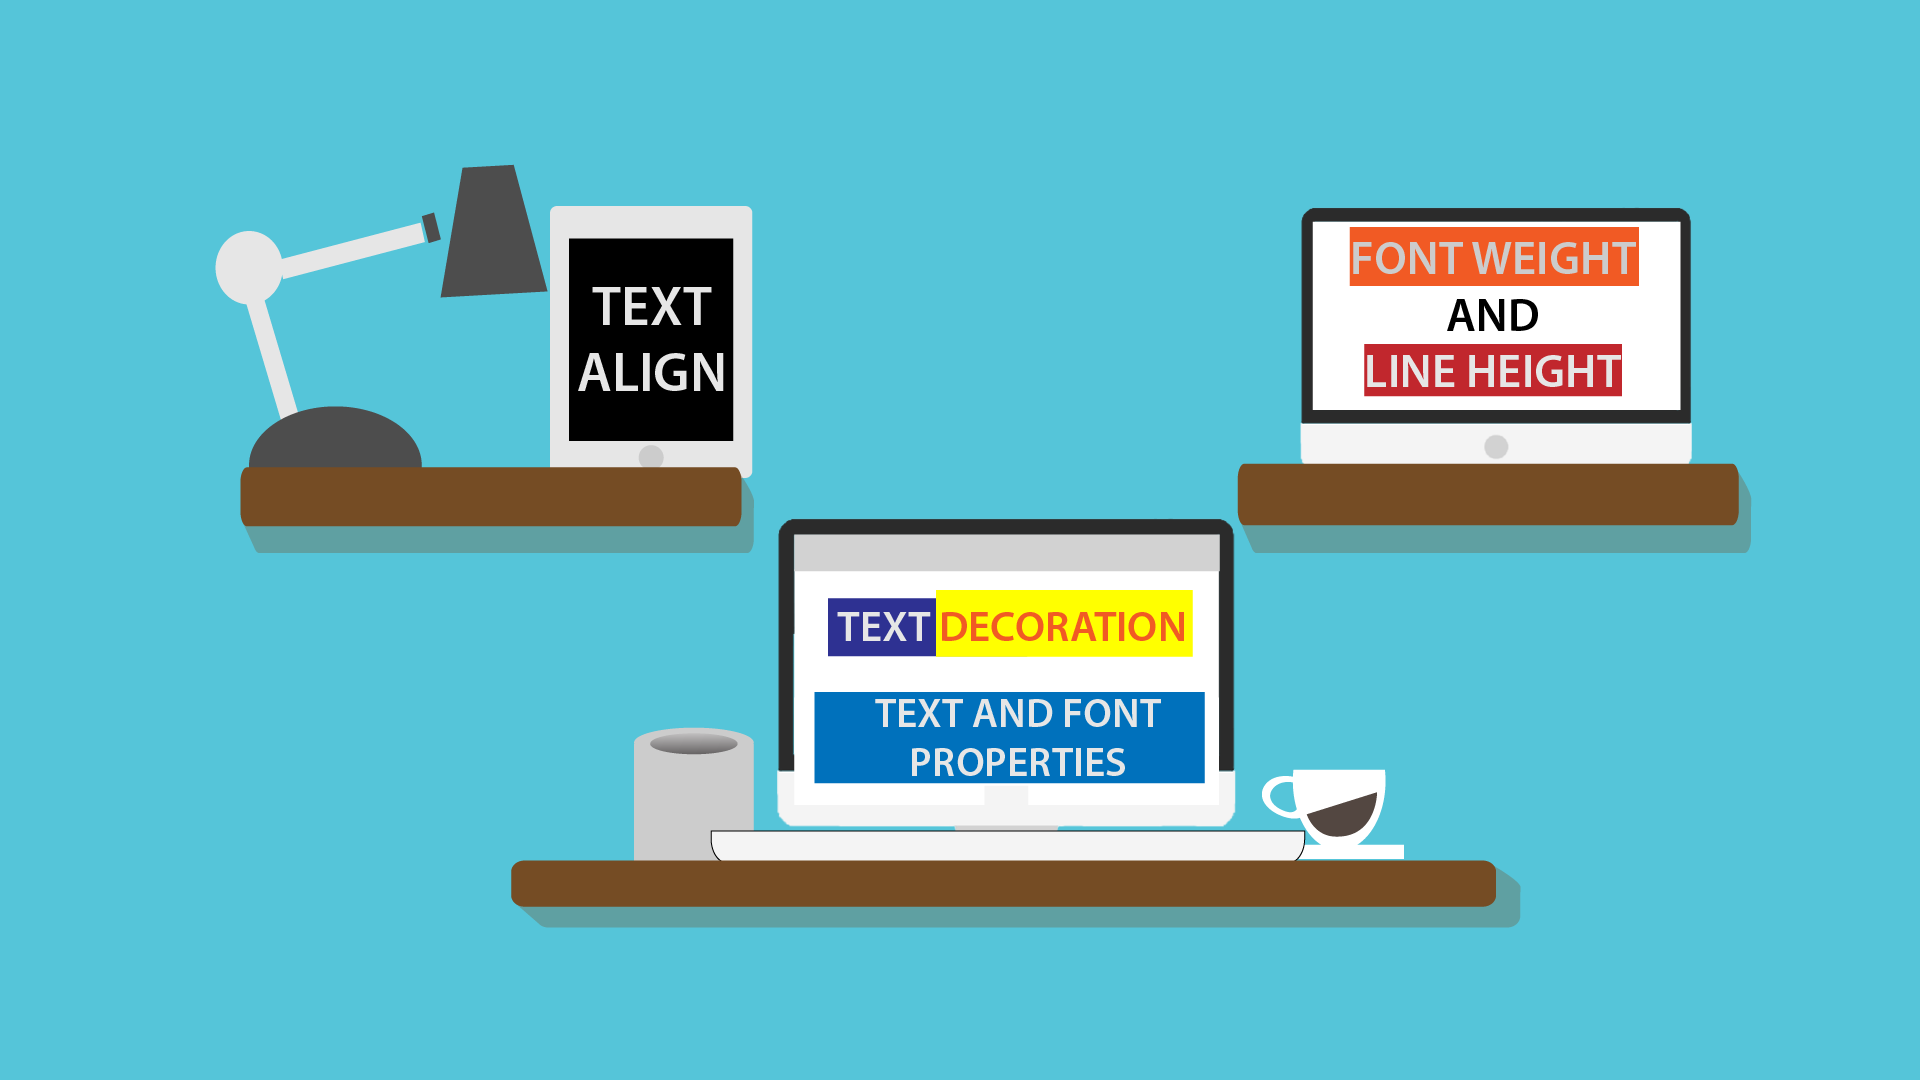 TEXT
ALIGN
FONT WEIGHT
AND
LINE HEIGHT
TEXT DECORATION
TEXT AND FONT
PROPERTIES